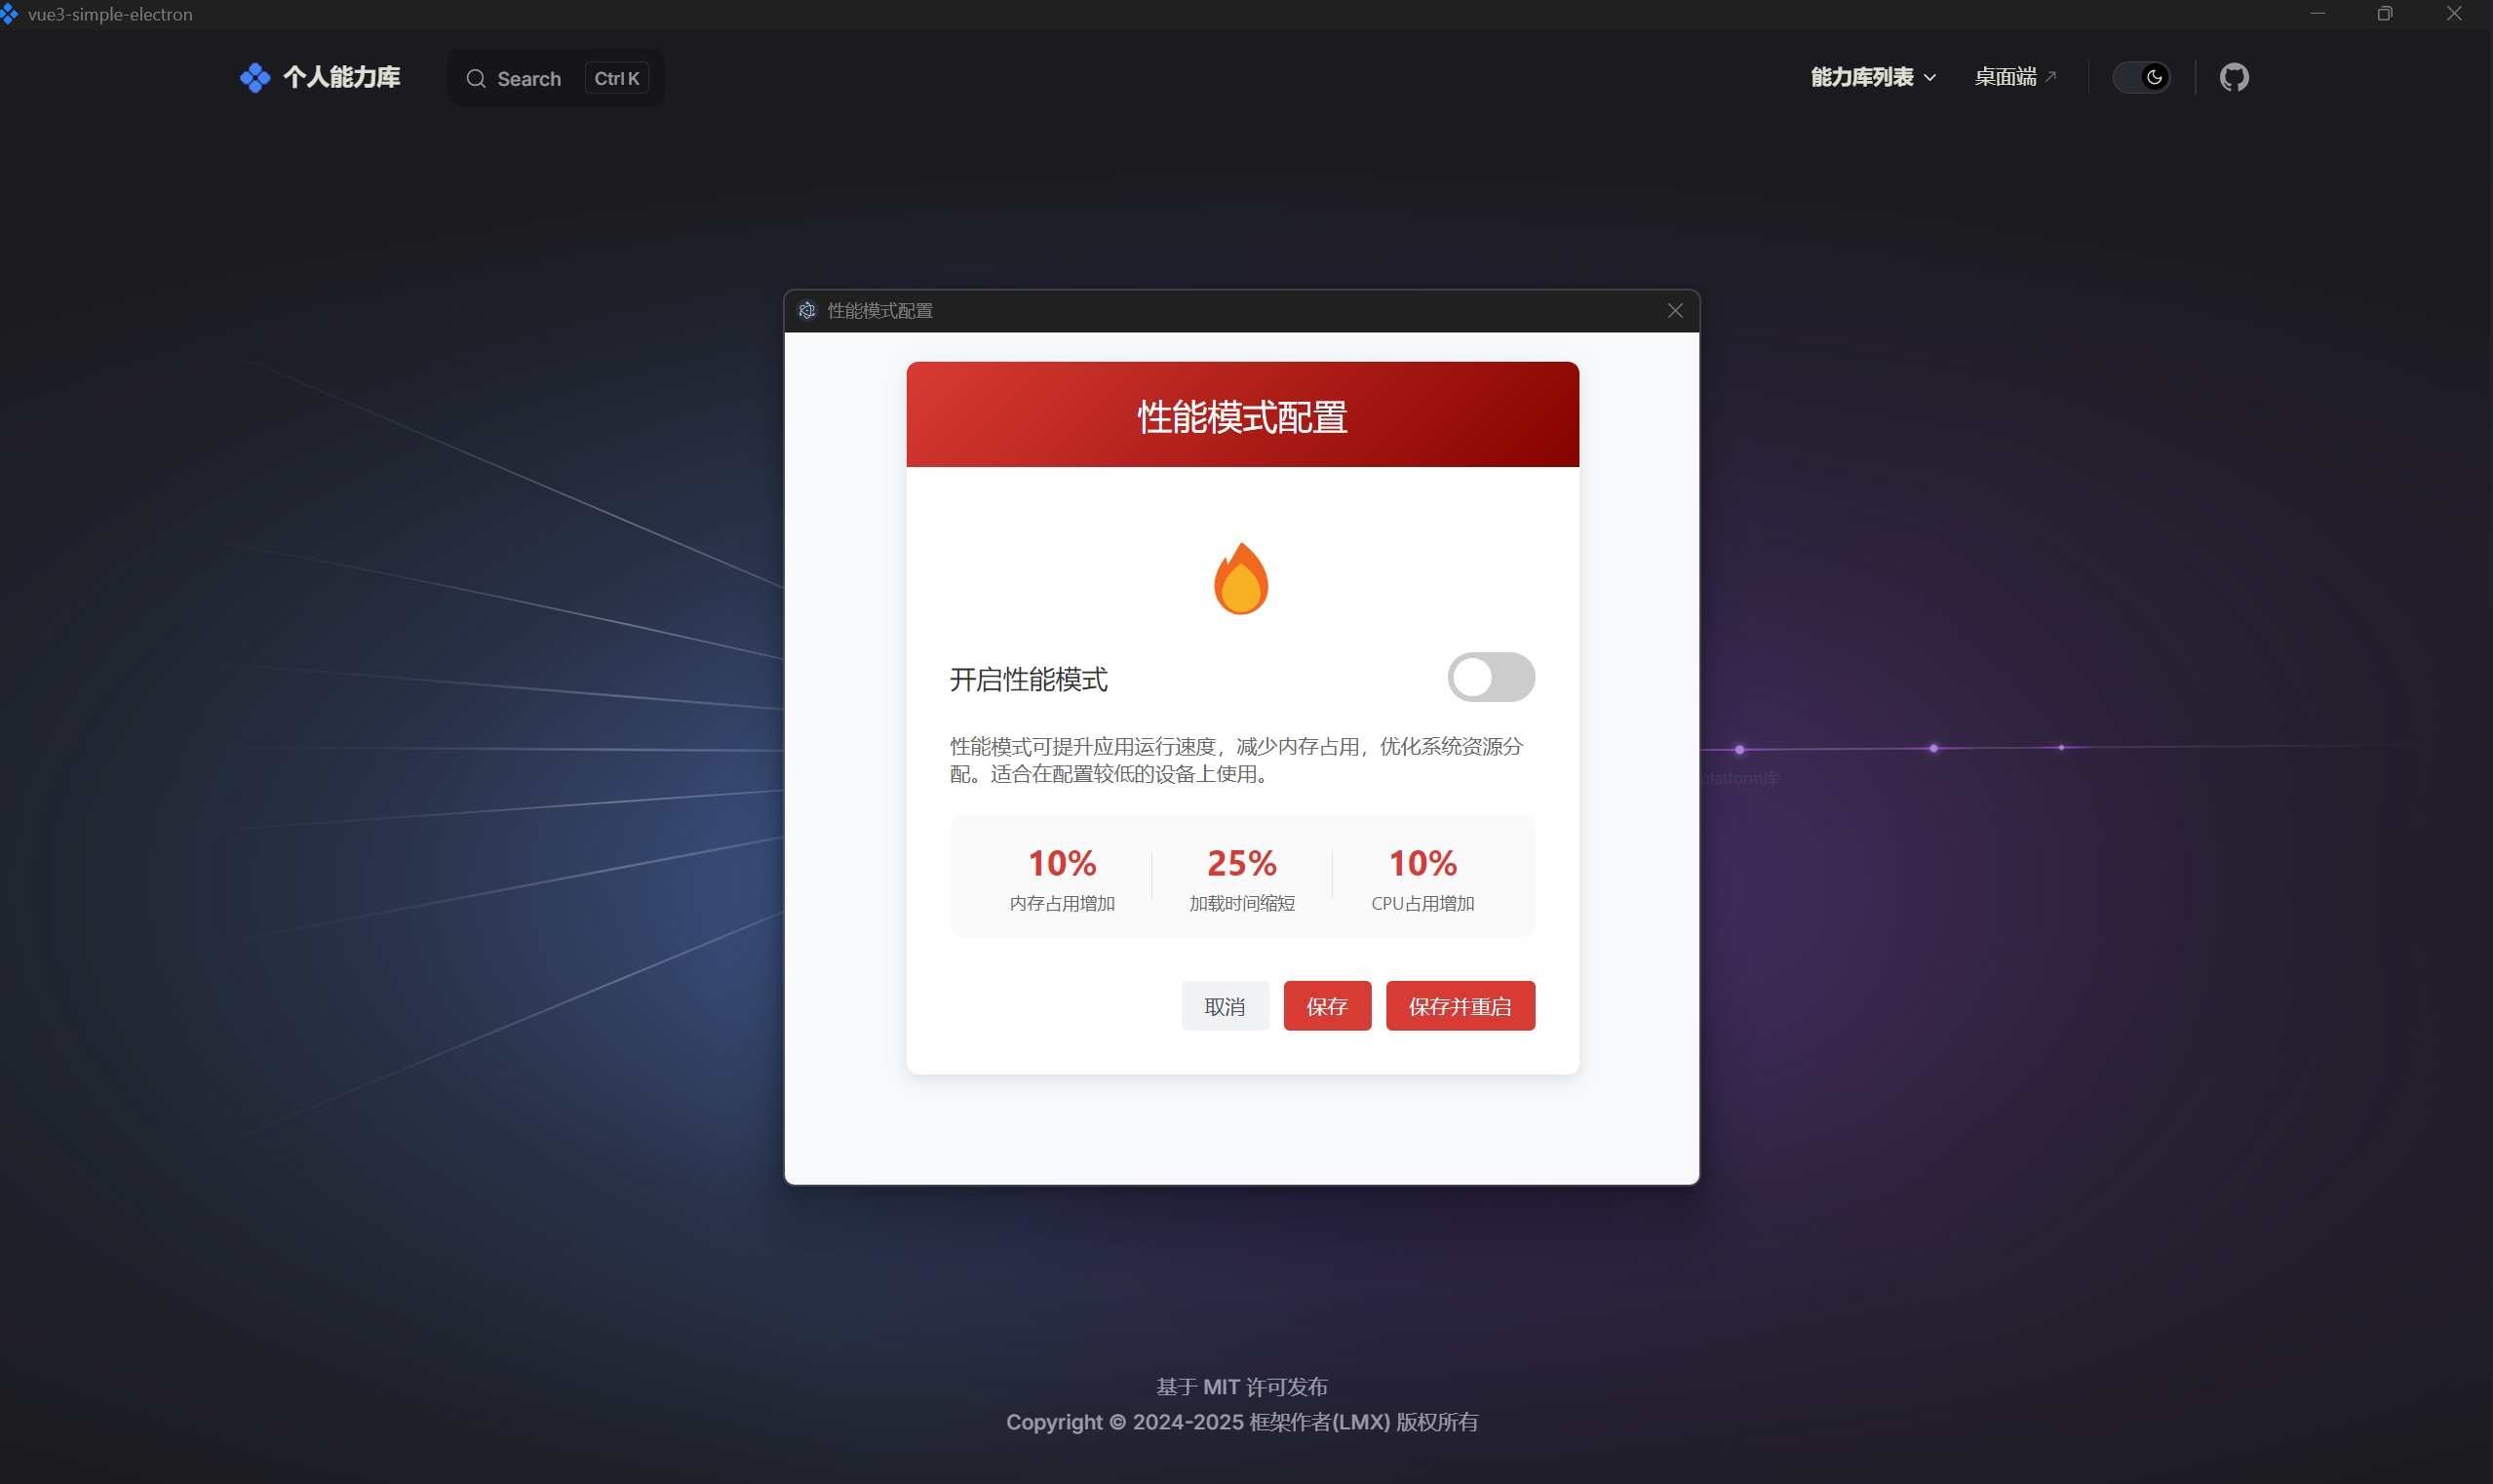 vue3-simple-electron
个人能力库
Search
Ctrl K
能力库列表
桌面端
性能模式配置
性能模式配置
开启性能模式
性能模式可提升应用运行速度，减少内存占用，优化系统资源分
配。适合在配置较低的设备上使用。
10%
25%
10%
内存占用增加
加载时间缩短
CPU占用增加
取消
保存
保存并重启
platform库
基于 MIT 许可发布
Copyright © 2024-2025 框架作者(LMX) 版权所有